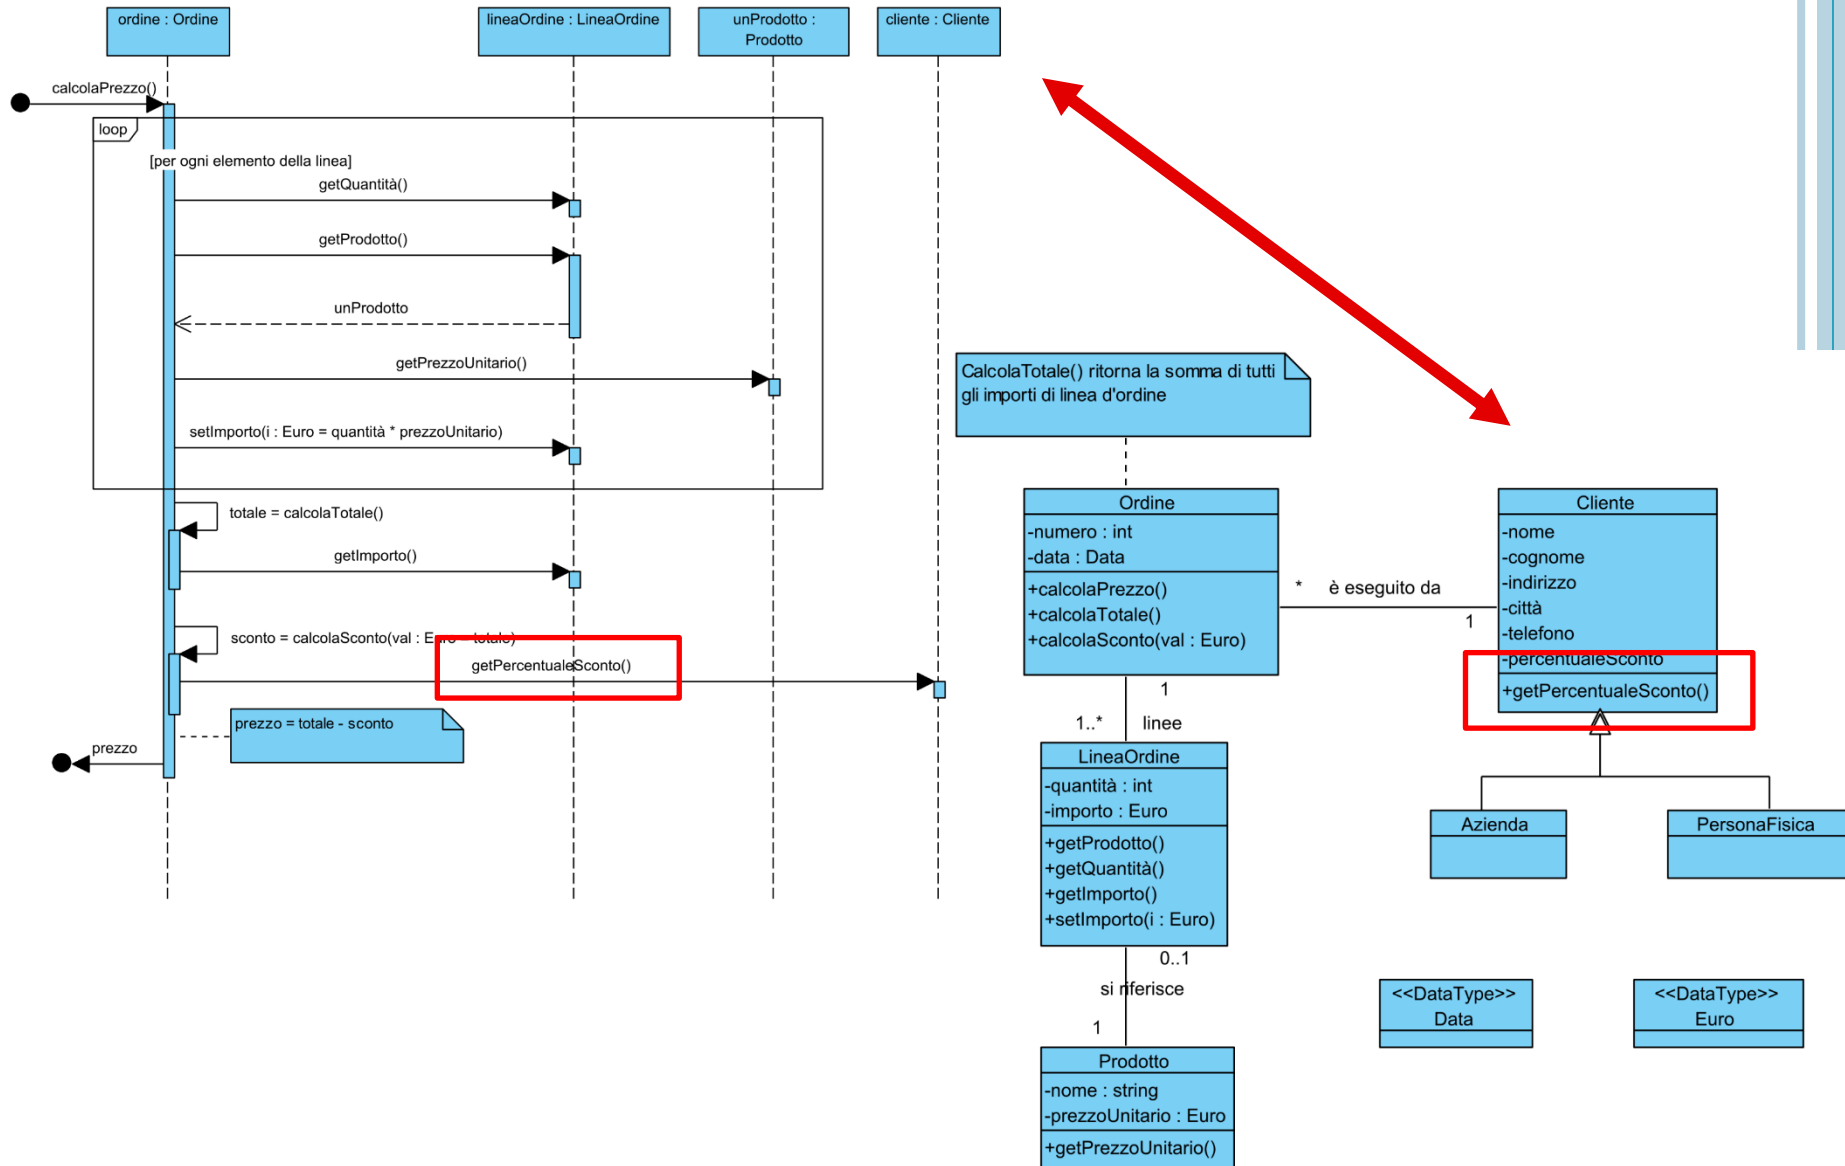 ordine : Ordine
lineaOrdine : LineaOrdine
unProdotto :
Prodotto
cliente : Cliente
calcolaPrezzo()
loop
[per ogni elemento della linea]
getQuantità()
getProdotto()
unProdotto
getPrezzoUnitario()
setImporto(i : Euro = quantità * prezzoUnitario)
totale = calcolaTotale()
getImporto()
sconto = calcolaSconto(val : Euro = totale)
getPercentualeSconto()
prezzo = totale - sconto
prezzo
CalcolaTotale() ritorna la somma di tutti
gli importi di linea d'ordine
Ordine
-numero : int
-data : Data
+calcolaPrezzo()
+calcolaTotale()
+calcolaSconto(val : Euro)
* è eseguito da
1
Cliente
-nome
-cognome
-indirizzo
-città
-telefono
-percentualeSconto
+getPercentualeSconto()
1
1..* linee
LineaOrdine
-quantità : int
-importo : Euro
+getProdotto()
+getQuantità()
+getImporto()
+setImporto(i : Euro)
Azienda
PersonaFisica
0..1
si riferisce
1
<<DataType>>
Data
<<DataType>>
Euro
Prodotto
-nome : string
-prezzoUnitario : Euro
+getPrezzoUnitario()